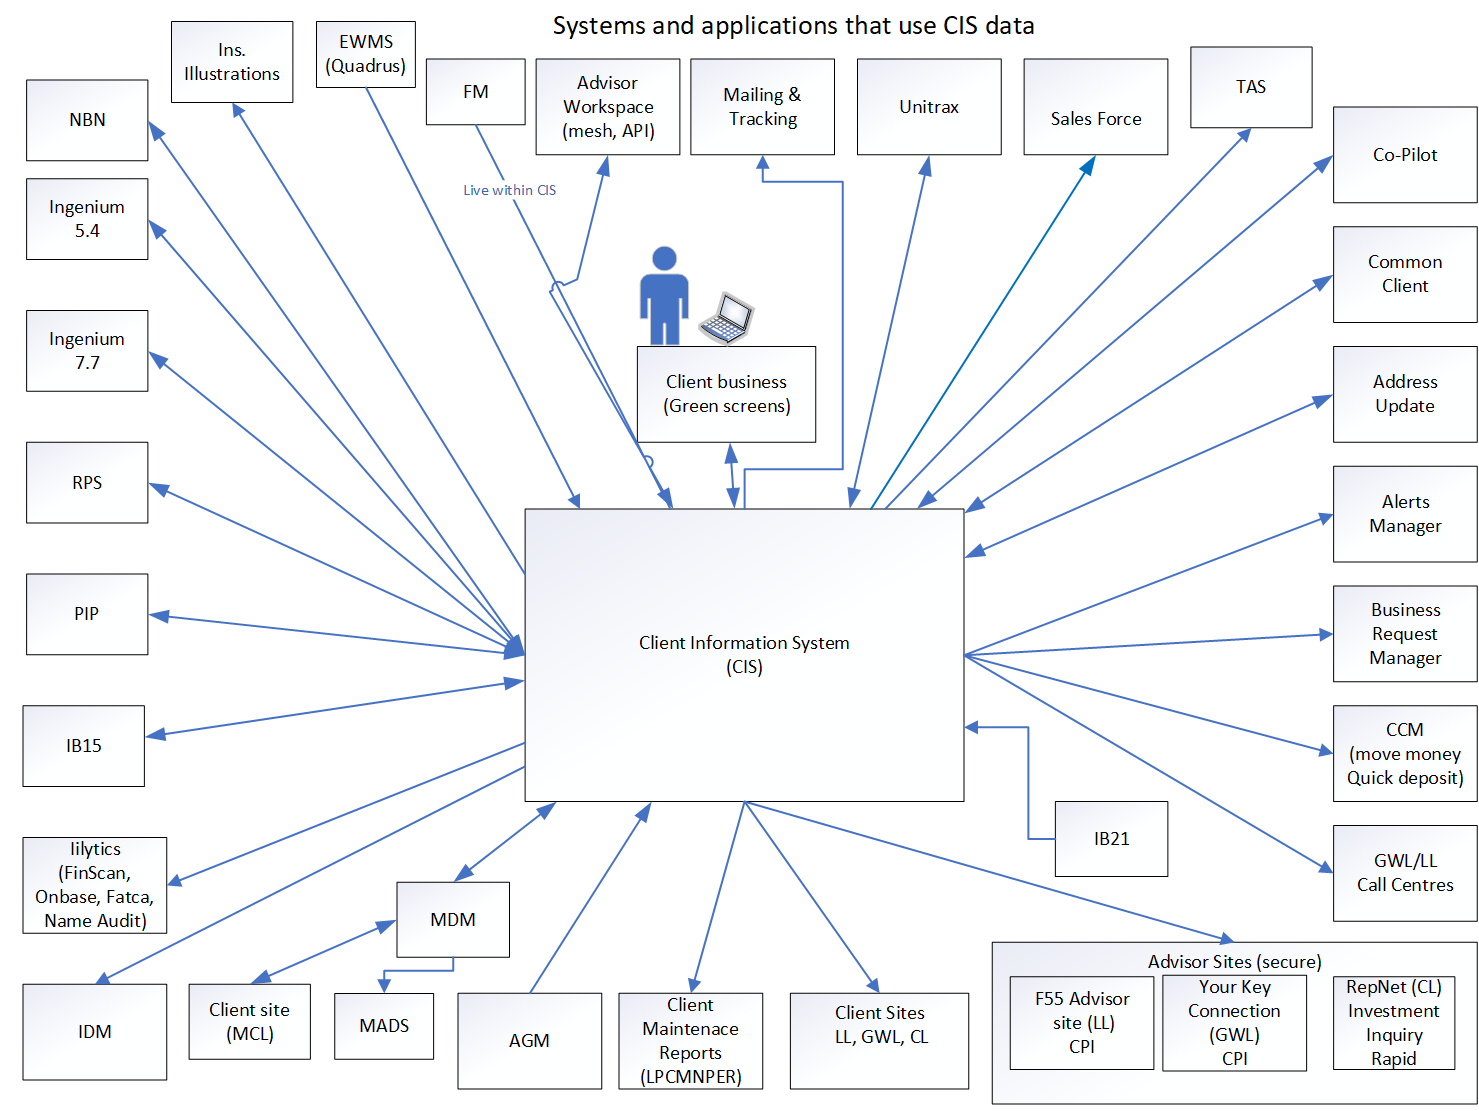 Systems and applications that use CIS data
Ins.
Illustrations
EWMS
(Quadrus)
FM
Advisor
Workspace
(mesh, API)
Mailing &
Tracking
Unitrax
Sales Force
TAS
Co-Pilot
NBN
Ingenium
5.4
Live within CIS
Common
Client
Ingenium
7.7
Client business
(Green screens)
Address
Update
RPS
Alerts
Manager
PIP
Client Information System
(CIS)
Business
Request
Manager
IB15
CCM
(move money
Quick deposit)
IB21
lilytics
(FinScan,
Onbase, Fatca,
Name Audit)
GWL/LL
Call Centres
MDM
IDM
Client site
(MCL)
MADS
AGM
Client
Maintenace
Reports
(LPCMNPER)
Client Sites
LL, GWL, CL
Advisor Sites (secure)
F55 Advisor
site (LL)
CPI
Your Key
Connection
(GWL)
CPI
RepNet (CL)
Investment
Inquiry
Rapid